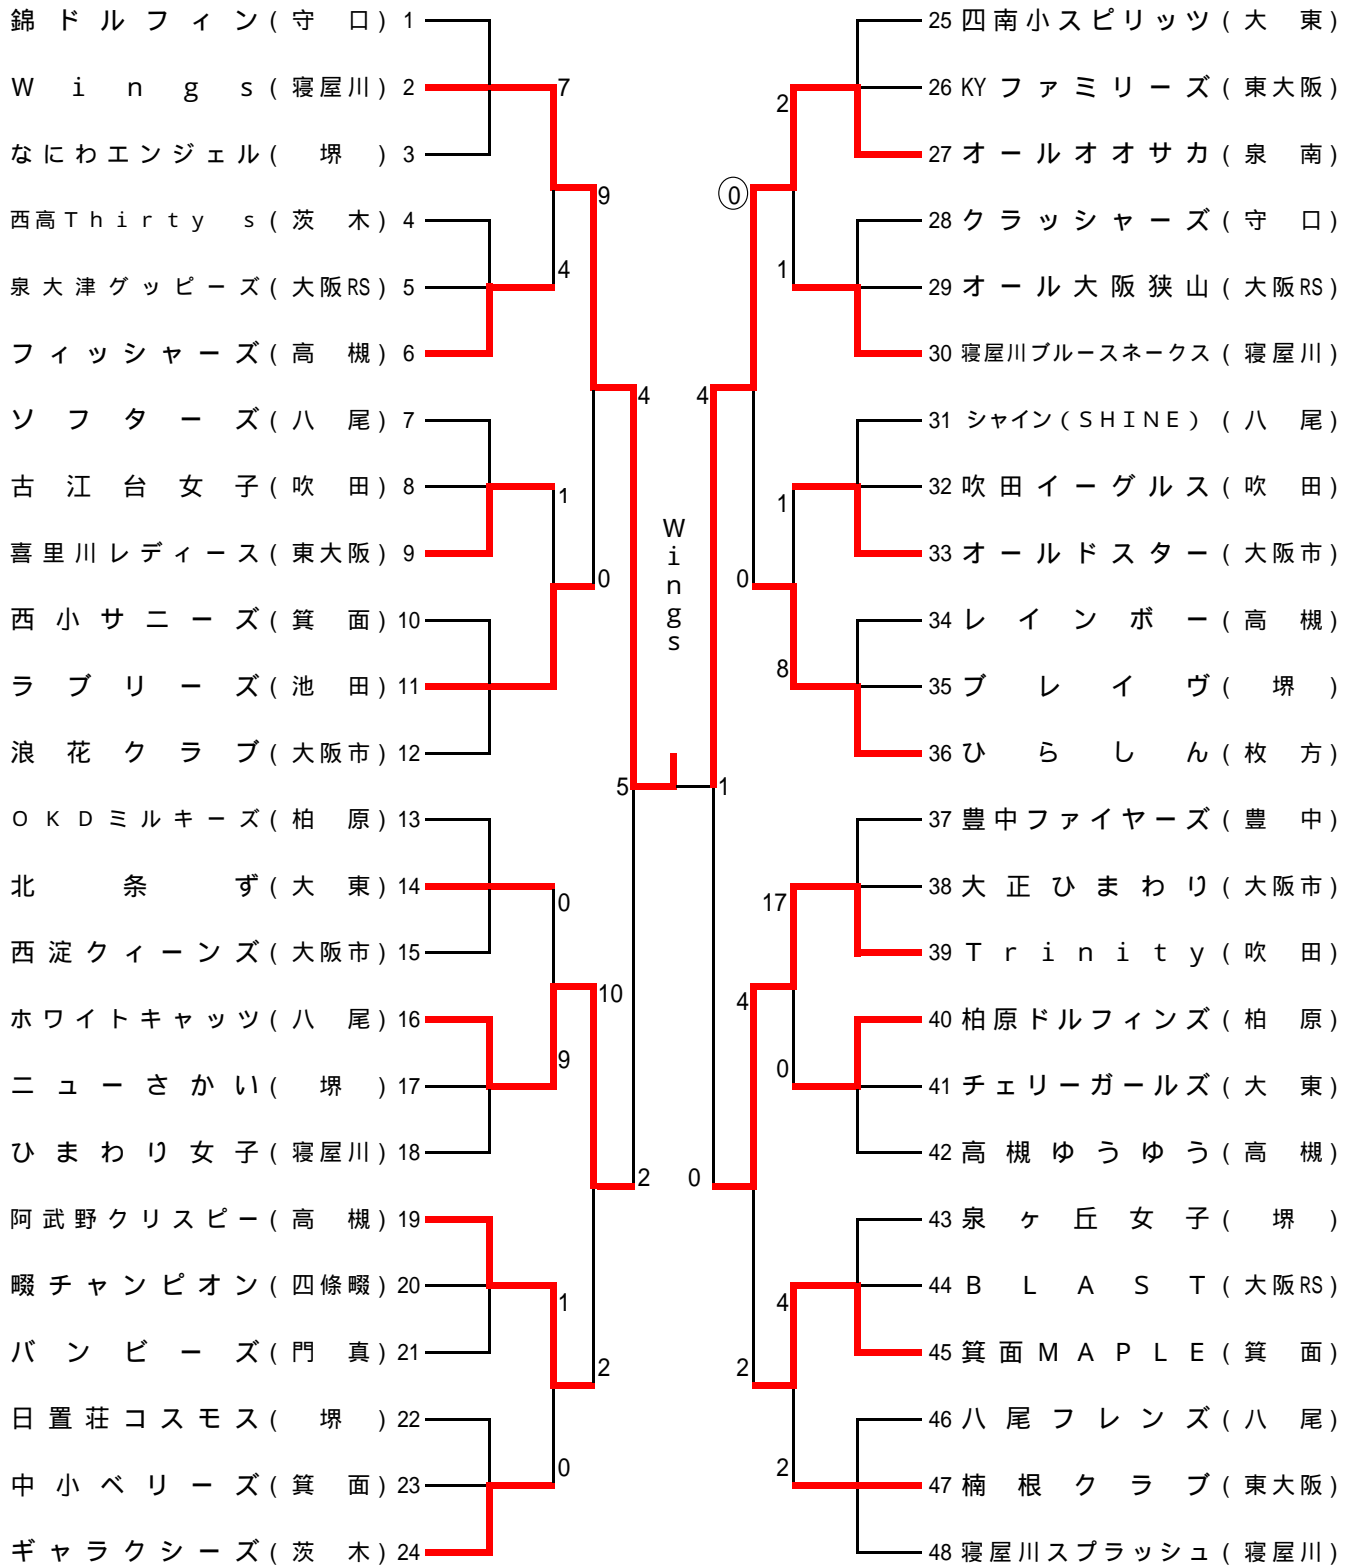 錦ドルフィン(守口) 1
7
Wings(寝屋川) 2
なにわエンジェル(堺) 3
9
西高Thirty s(茨木) 4
4
泉大津グッピーズ(大阪RS) 5
フィッシャーズ(高槻) 6
4
ソフターズ(八尾) 7
古江台女子(吹田) 8
1
喜里川レディース(東大阪) 9
0
西小サニーズ(箕面) 10
ラブリーズ(池田) 11
浪花クラブ(大阪市) 12
5
OKDミルキーズ(柏原) 13
北条ず(大東) 14
0
西淀クィーンズ(大阪市) 15
10
ホワイトキャッツ(八尾) 16
9
ニューさかい(堺) 17
ひまわり女子(寝屋川) 18
2
阿武野クリスピー(高槻) 19
畷チャンピオン(四條畷) 20
1
バンビーズ(門真) 21
2
日置荘コスモス(堺) 22
0
中小ベリーズ(箕面) 23
ギャラクシーズ(茨木) 24
Wings
25 四南小スピリッツ(大東)
2
26 KYファミリーズ(東大阪)
27 オールオオサカ(泉南)
0
28 クラッシャーズ(守口)
1
29 オール大阪狭山(大阪RS)
30 寝屋川ブルースネークス(寝屋川)
4
31 シャイン(SHINE)(八尾)
32 吹田イーグルス(吹田)
1
33 オールドスター(大阪市)
0
34 レインボー(高槻)
8
35 ブレイヴ(堺)
36 ひらしん(枚方)
1
37 豊中ファイヤーズ(豊中)
38 大正ひまわり(大阪市)
17
39 Trinity(吹田)
4
40 柏原ドルフィンズ(柏原)
0
41 チェリーガールズ(大東)
42 高槻ゆうゆう(高槻)
0
43 泉ヶ丘女子(堺)
44 BLAST(大阪RS)
4
45 箕面MAPLE(箕面)
2
46 八尾フレンズ(八尾)
2
47 楠根クラブ(東大阪)
48 寝屋川スプラッシュ(寝屋川)